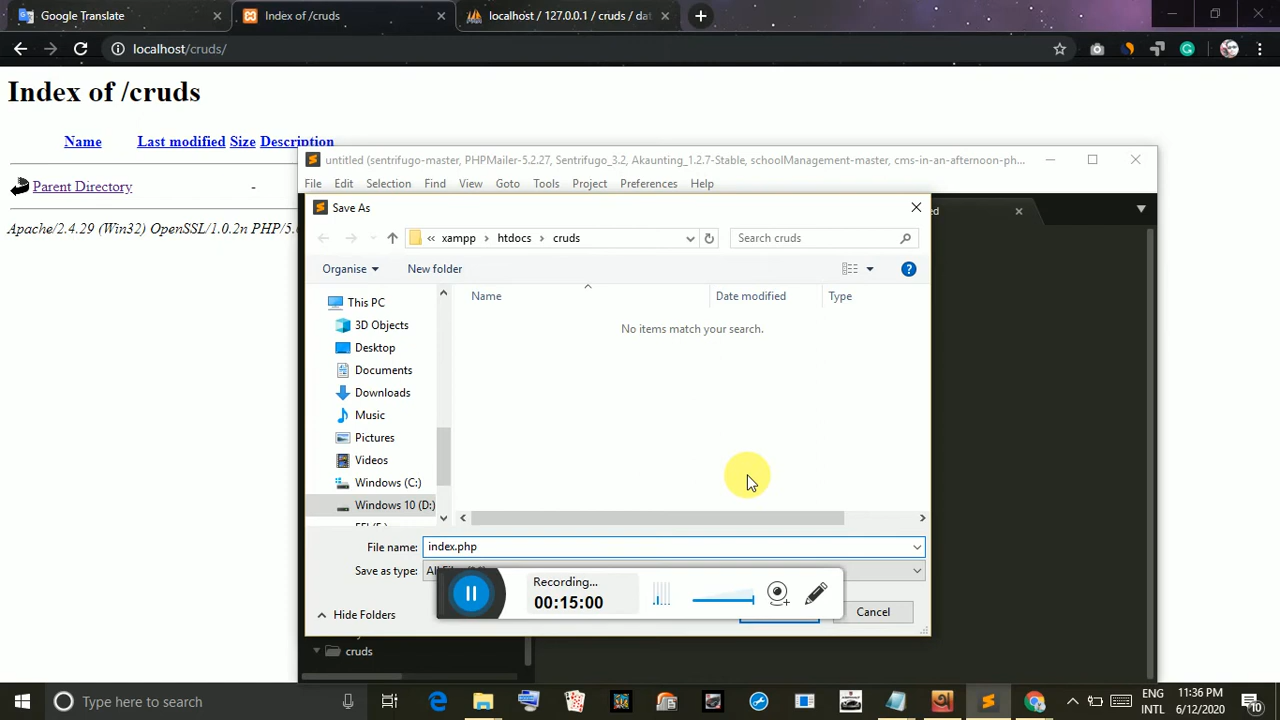 Google Translate
Index of /cruds
localhost / 127.0.0.1 / cruds / dat
localhost/cruds/
Index of /cruds
Name Last modified Size Description
Parent Directory -
Apache/2.4.29 (Win32) OpenSSL/1.0.2n PHP/5.
untitled (sentrifugo-master, PHPMailer-5.2.27, Sentrifugo_3.2, Akaunting_1.2.7-Stable, schoolManagement-master, cms-in-an-afternoon-ph...
File Edit Selection Find View Goto Tools Project Preferences Help
Save As
xampp htdocs cruds
Search cruds
Organise New folder
Name Date modified Type
No items match your search.
This PC
3D Objects
Desktop
Documents
Downloads
Music
Pictures
Videos
Windows (C:)
Windows 10 (D:)
File name: index.php
Save as type:
Recording...
00:15:00
Hide Folders
Cancel
cruds
Type here to search
ENG
INTL
11:36 PM
6/12/2020
10